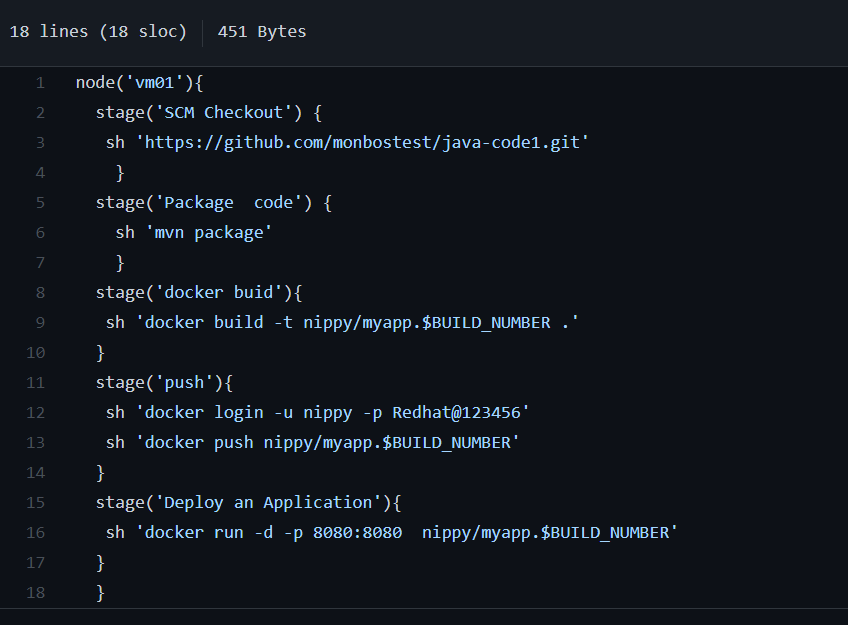 18 lines (18 sloc) 451 Bytes
1 node('vm01'){
2 stage('SCM Checkout') {
3 sh 'https://github.com/monbostest/java-code1.git'
4 }
5 stage('Package  code') {
6 sh 'mvn package'
7 }
8 stage('docker buid'){
9 sh 'docker build -t nippy/myapp.$BUILD_NUMBER .'
10 }
11 stage('push'){
12 sh 'docker login -u nippy -p Redhat@123456'
13 sh 'docker push nippy/myapp.$BUILD_NUMBER'
14 }
15 stage('Deploy an Application'){
16 sh 'docker run -d -p 8080:8080  nippy/myapp.$BUILD_NUMBER'
17 }
18 }